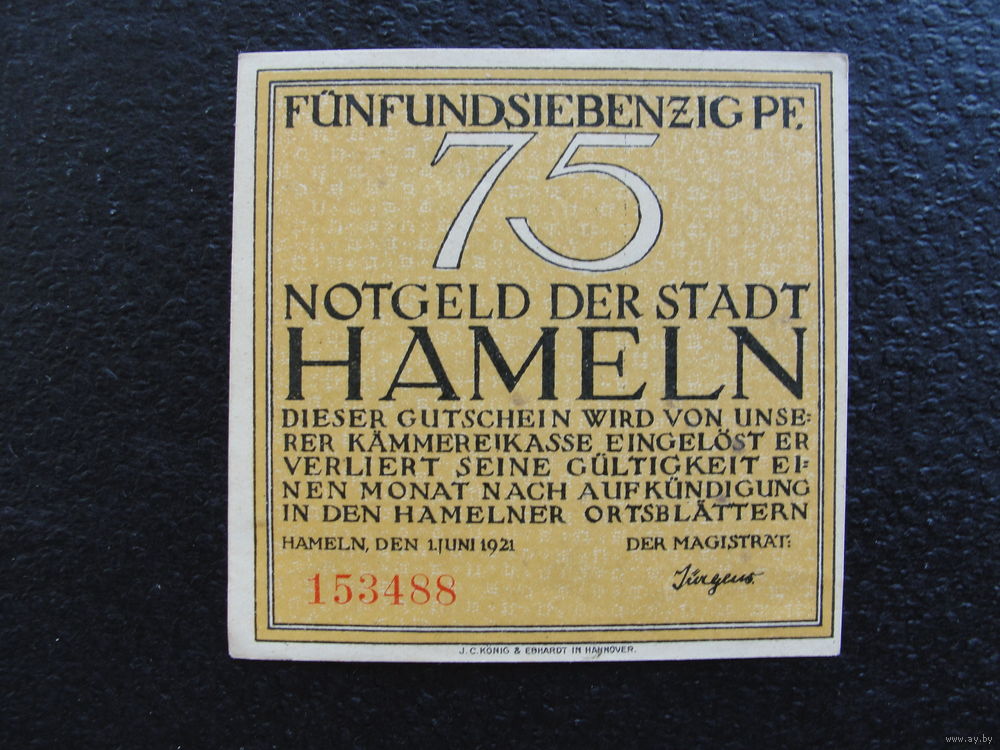 FÜNFUNDSIEBENZIG PF.
75
NOTGELD DER STADT
HAMELN
DIESER GUTSCHEIN WIRD VON UNSE=
RER KÄMMEREIKASSE EINGELÖST ER
VERLIERT SEINE GÜLTIGKEIT EI=
NEN MONAT NACH AUFKÜNDIGUNG
IN DEN HAMELNER ORTSBLÄTTERN
HAMELN, DEN 1.JUNI 1921 DER MAGISTRAT:
153488 Jürgens.
J.C.KÖNIG & EBHARDT IN HANNOVER.
www.ay.by